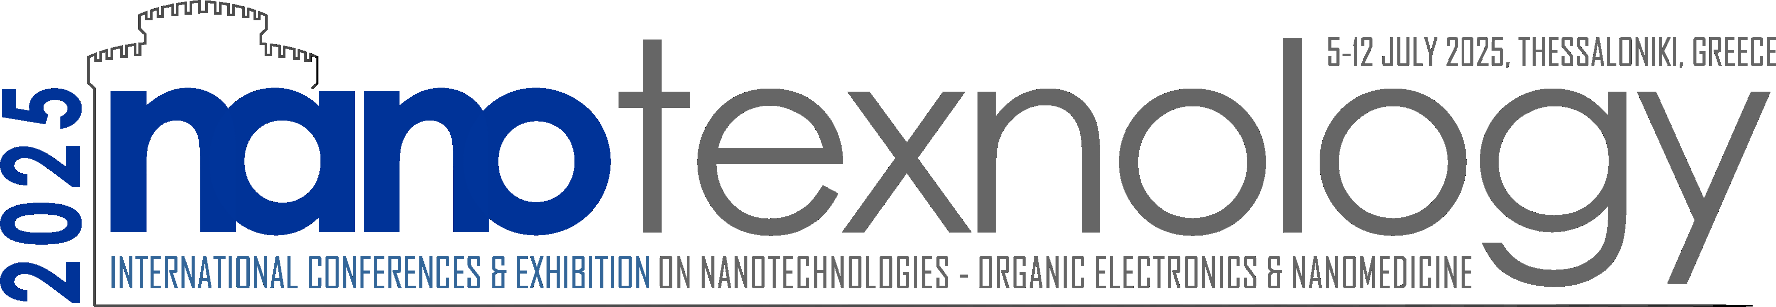 2025
5-12 JULY 2025, THESSALONIKI, GREECE
nanotexnology
INTERNATIONAL CONFERENCES & EXHIBITION ON NANOTECHNOLOGIES - ORGANIC ELECTRONICS & NANOMEDICINE